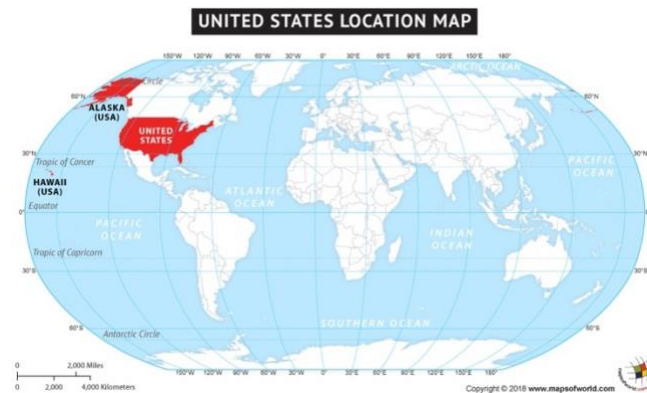 UNITED STATES LOCATION MAP
150°W 120°W 90°W 60°W 30°W 0° 30°E 60°E 90°E 120°E 150°E 180°
ARCTIC OCEAN
Circle
60°N
ALASKA
(USA)
UNITED
STATES
30°N
Tropic of Cancer
PACIFIC
OCEAN
HAWAII
(USA)
ATLANTIC
OCEAN
Equator
0°
0°
PACIFIC
OCEAN
INDIAN
OCEAN
Tropic of Capricorn
30°S
30°S
SOUTHERN OCEAN
60°S
60°S
Antarctic Circle
0 2,000 Miles
0 2,000 4,000 Kilometers
150°W 120°W 90°W 60°W 30°W 0° 30°E 60°E 90°E 120°E 150°E 180°
Copyright © 2018 www.mapsofworld.com